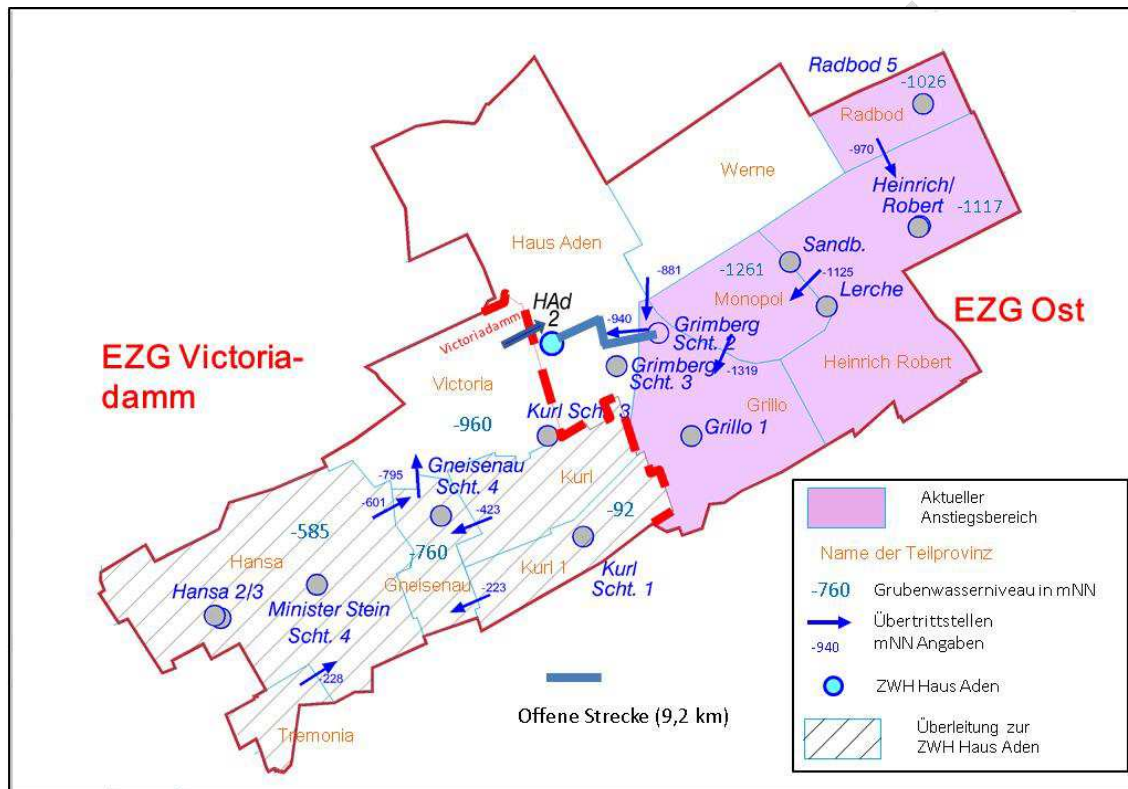 Radbod 5
-1026
Radbod
-970
Werne
Heinrich/
Robert
-1117
Haus Aden
Sandb.
-1261
-881
-1125
Monopol
Lerche
EZG Ost
HAd
2
-940
Victoriadamm
Grimberg
Scht. 2
EZG Victoria-
damm
Grimberg
Scht. 3
-1319
Heinrich Robert
Victoria
Grillo
-960
Kurl Scht. 3
Grillo 1
Gneisenau
Scht. 4
-795
Kurl
-601
-423
-92
-585
-760
Hansa
Gneisenau
Kurl 1
Kurl
Scht. 1
-223
Hansa 2/3
Minister Stein
Scht. 4
-228
Tremonia
Offene Strecke (9,2 km)
Aktueller
Anstiegsbereich
Name der Teilprovinz
-760
Grubenwasserniveau in mNN
Übertrittstellen
mNN Angaben
-940
ZWH Haus Aden
Überleitung zur
ZWH Haus Aden